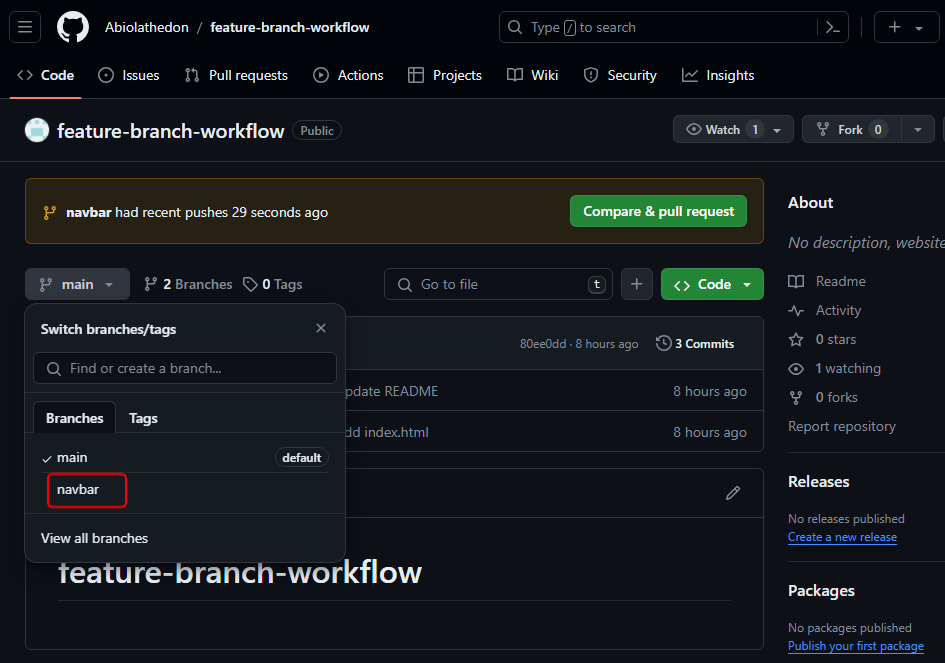 Abiolathedon / feature-branch-workflow
Type / to search
Code Issues Pull requests Actions Projects Wiki Security Insights
feature-branch-workflow Public
Watch 1
Fork 0
navbar had recent pushes 29 seconds ago
Compare & pull request
main 2 Branches 0 Tags
Go to file t
Code
Switch branches/tags
Find or create a branch...
Branches Tags
main default
navbar
View all branches
80ee0dd · 8 hours ago 3 Commits
pdate README 8 hours ago
dd index.html 8 hours ago
feature-branch-workflow
About
No description, website
Readme
Activity
0 stars
1 watching
0 forks
Report repository
Releases
No releases published
Create a new release
Packages
No packages published
Publish your first package